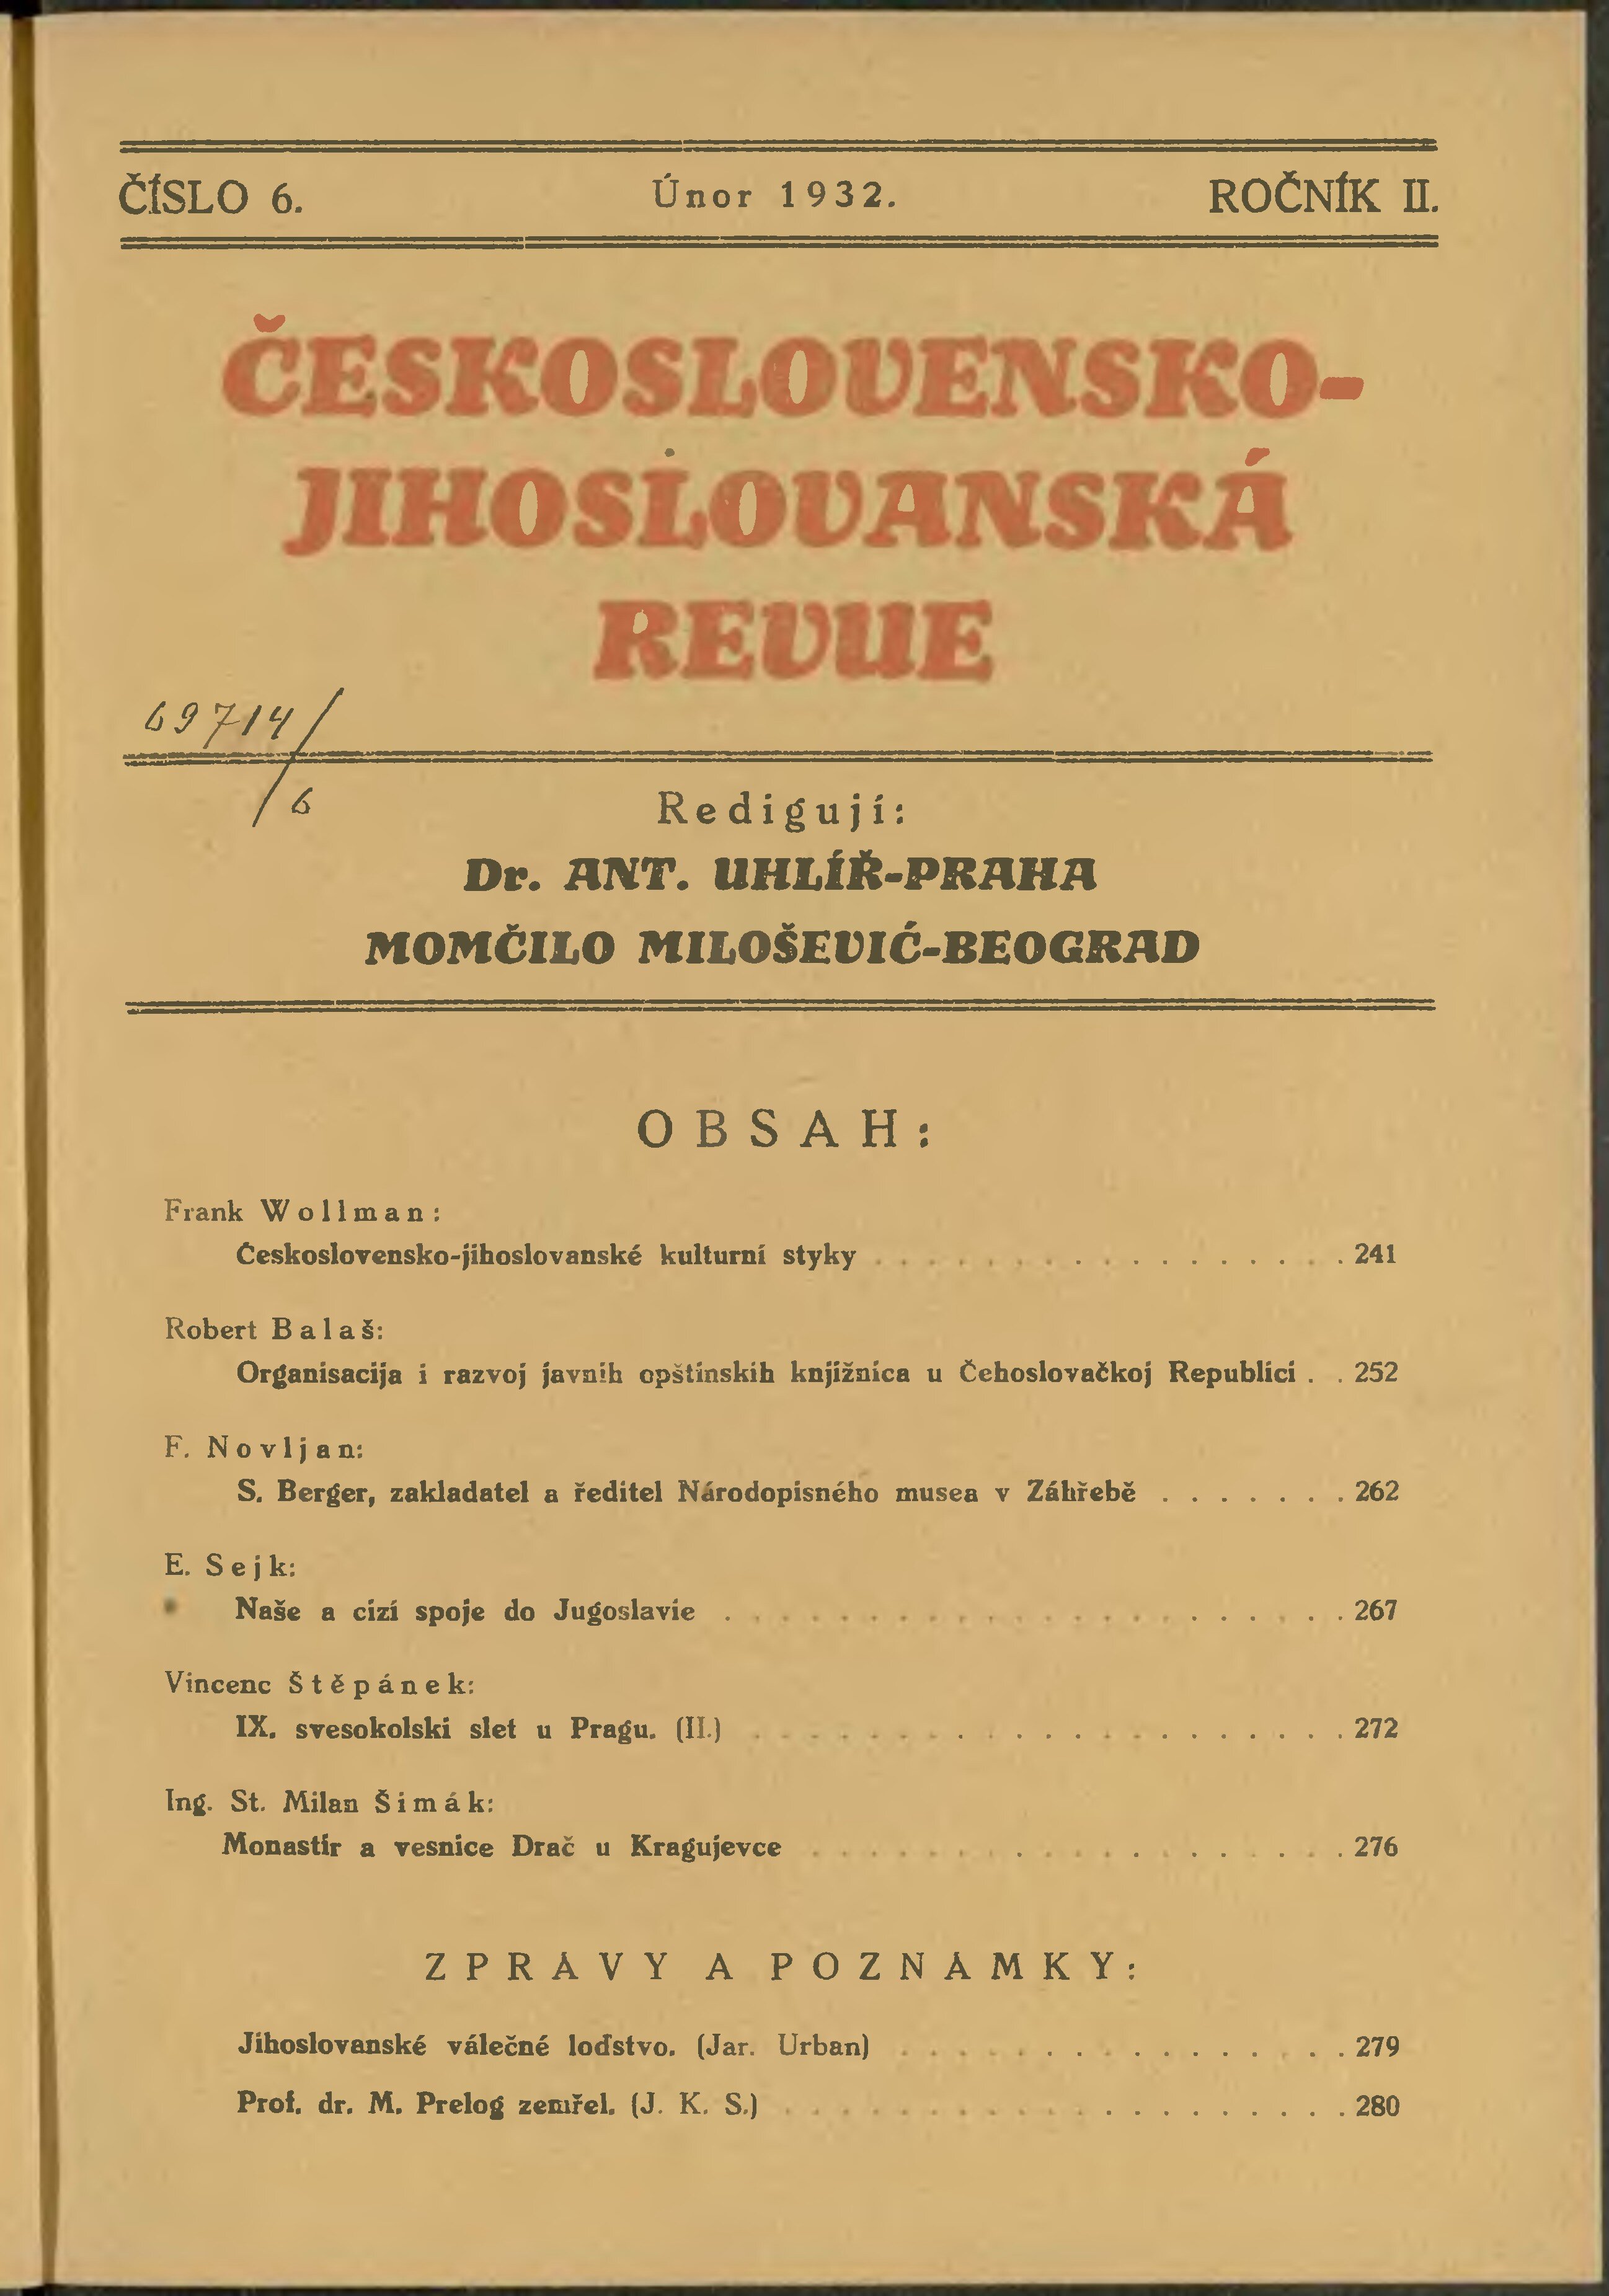 ČÍSLO 6. Únor 1932. ROČNÍK II.
ČESKOSLOVENSKO-
JIHOSLOVANSKÁ
REVUE
69714/
/6
Redigují:
Dr. ANT. UHLÍŘ-PRAHA
MOMČILO MILOŠEVIĆ-BEOGRAD
OBSAH:
Frank Wollman:
Československo-jihoslovanské kulturní styky . . . . . . . . . . . . . . . . . 241
Robert Balaš:
Organisacija i razvoj javnih opštinskih knjižnica u Čehoslovačkoj Republici . . 252
F. Novljan:
S. Berger, zakladatel a ředitel Národopisného musea v Záhřebě . . . . . . . 262
E. Sejk:
Naše a cizí spoje do Jugoslavie . . . . . . . . . . . . . . . . . . . . . . 267
Vincenc Štěpánek:
IX. svesokolski slet u Pragu. (II.) . . . . . . . . . . . . . . . . . . . . . 272
Ing. St. Milan Šimák:
Monastir a vesnice Drač u Kragujevce . . . . . . . . . . . . . . . . . . . 276
ZPRÁVY A POZNÁMKY:
Jihoslovanské válečné loďstvo. (Jar. Urban) . . . . . . . . . . . . . . . . 279
Prof. dr. M. Prelog zemřel. (J. K. S.) . . . . . . . . . . . . . . . . . . . . 280